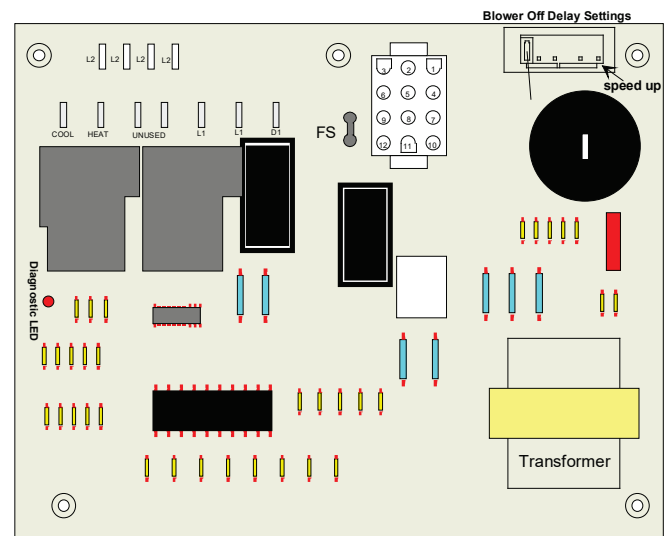 Blower Off Delay Settings
speed up
L2 L2 L2 L2
COOL HEAT UNUSED L1 L1 D1
FS
3 2 1
6 5 4
9 8 7
12 11 10
Diagnostic LED
Transformer